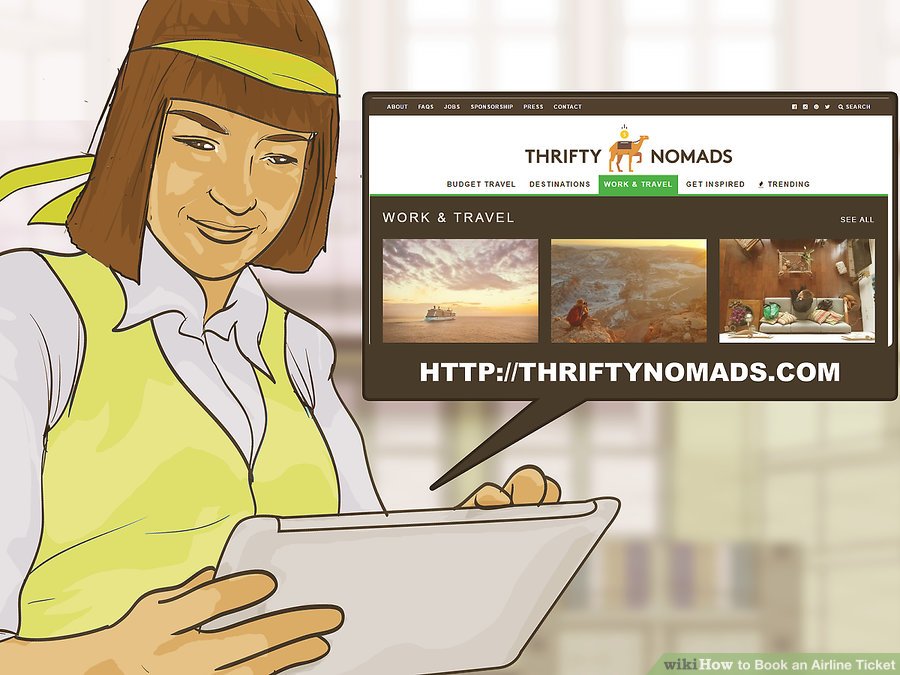 ABOUT FAQS JOBS SPONSORSHIP PRESS CONTACT SEARCH
THRIFTY NOMADS
BUDGET TRAVEL DESTINATIONS WORK & TRAVEL GET INSPIRED TRENDING
WORK & TRAVEL SEE ALL
HTTP://THRIFTYNOMADS.COM
wikiHow to Book an Airline Ticket